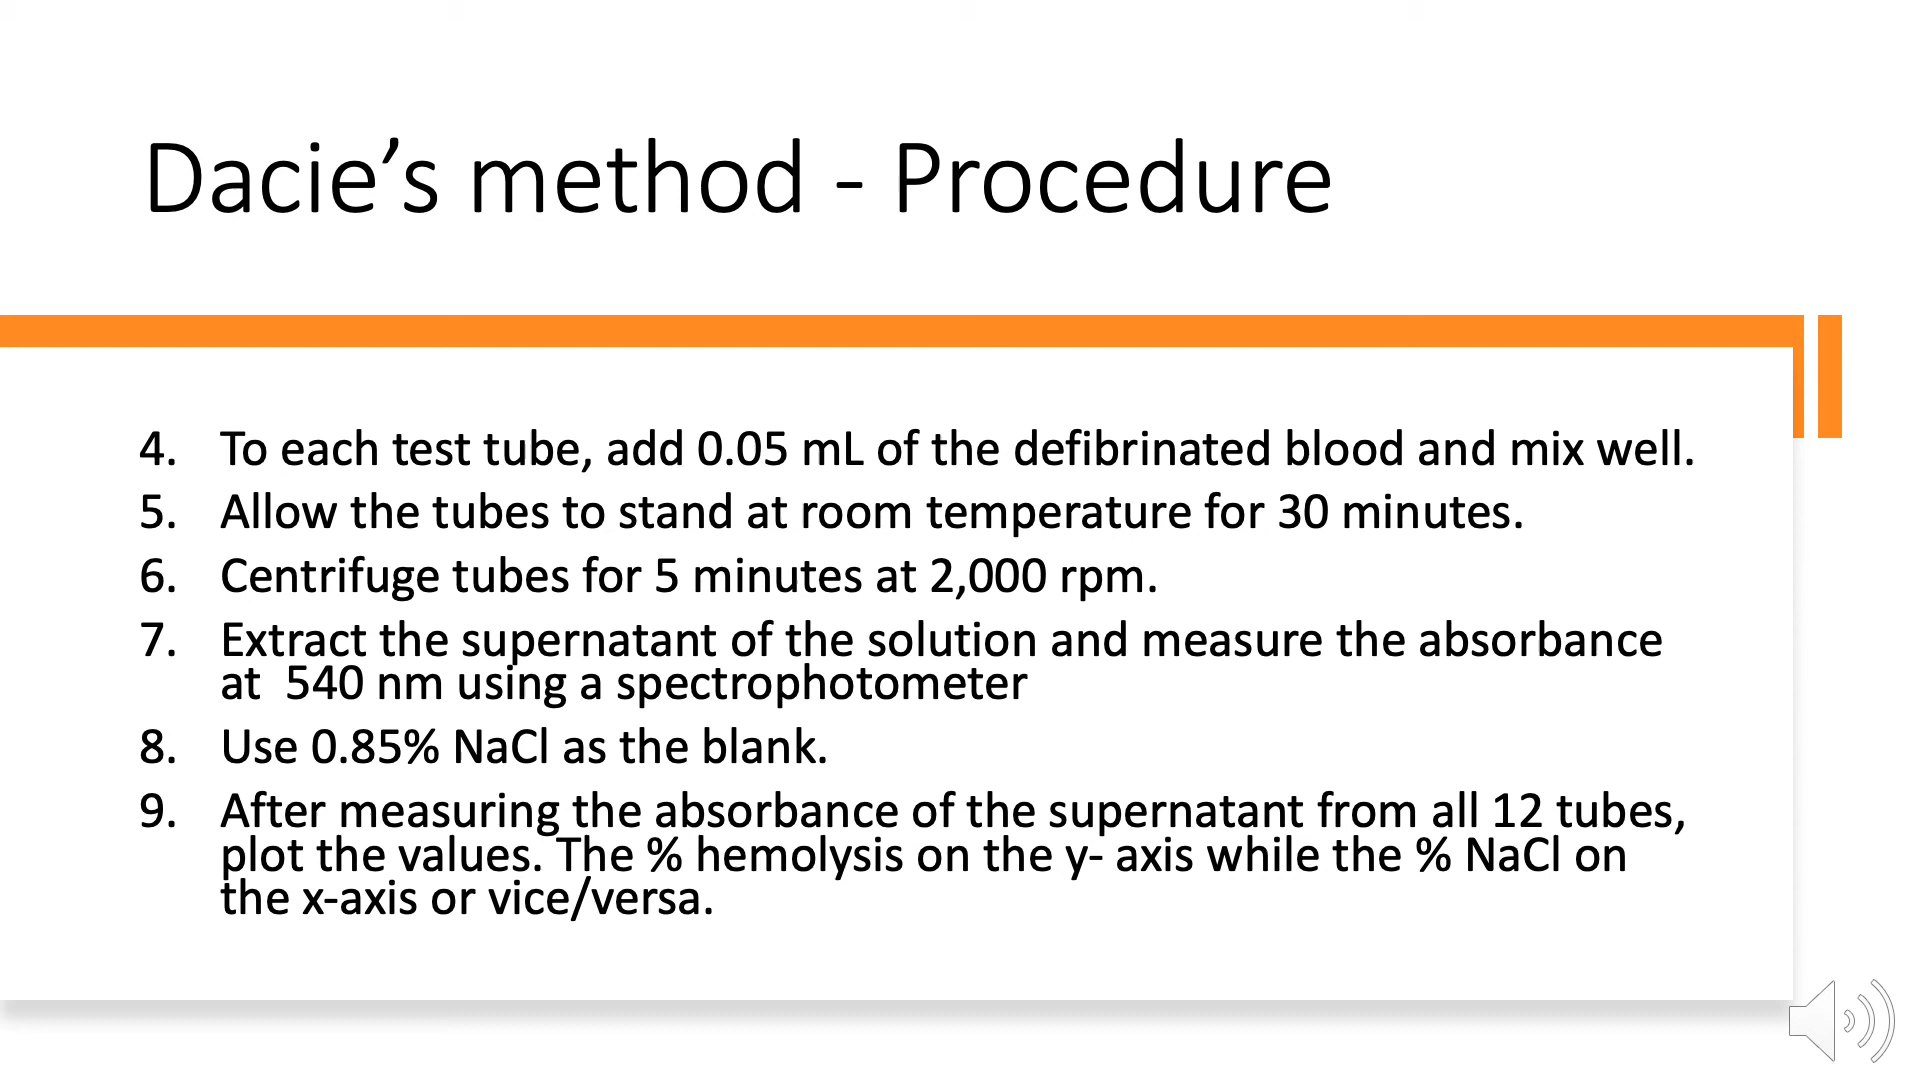 Dacie’s method - Procedure
4. To each test tube, add 0.05 mL of the defibrinated blood and mix well.
5. Allow the tubes to stand at room temperature for 30 minutes.
6. Centrifuge tubes for 5 minutes at 2,000 rpm.
7. Extract the supernatant of the solution and measure the absorbance
at  540 nm using a spectrophotometer
8. Use 0.85% NaCl as the blank.
9. After measuring the absorbance of the supernatant from all 12 tubes,
plot the values. The % hemolysis on the y- axis while the % NaCl on
the x-axis or vice/versa.